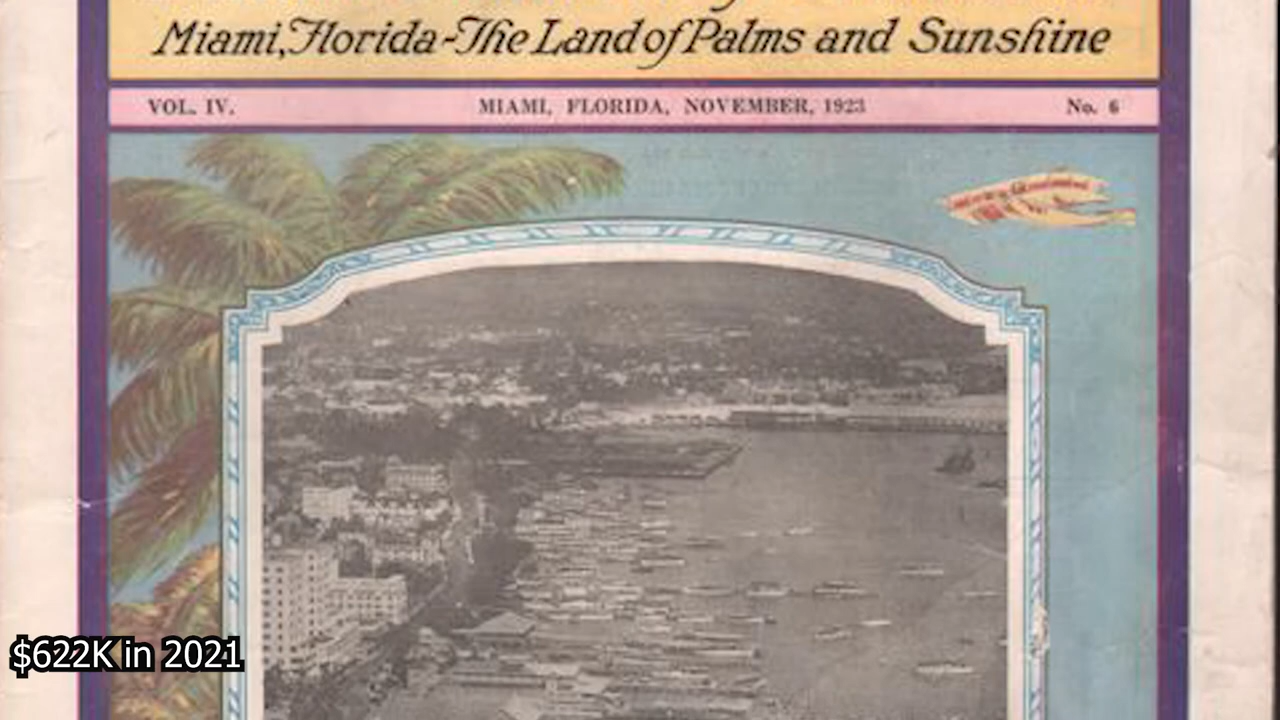 Miami, Florida-The Land of Palms and Sunshine
VOL. IV.
MIAMI, FLORIDA, NOVEMBER, 1923
No. 6
$622K in 2021